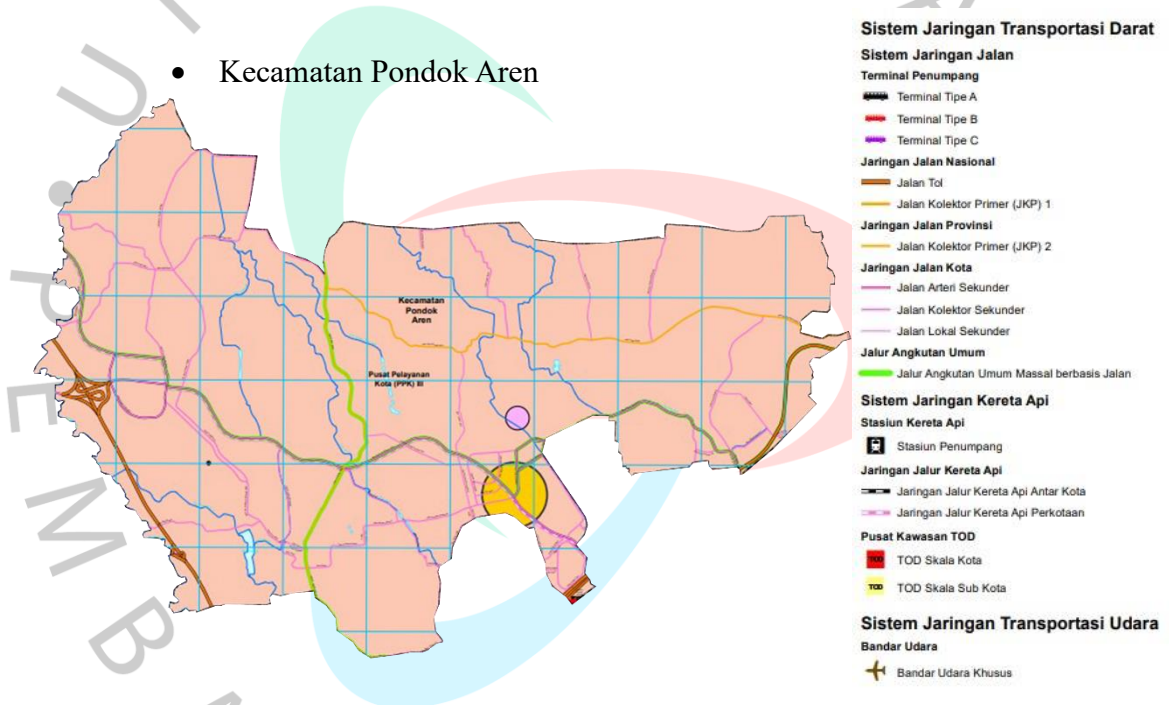 • Kecamatan Pondok Aren
Kecamatan
Pondok
Aren
Pusat Pelayanan
Kota (PPK) III
Sistem Jaringan Transportasi Darat
Sistem Jaringan Jalan
Terminal Penumpang
Terminal Tipe A
Terminal Tipe B
Terminal Tipe C
Jaringan Jalan Nasional
Jalan Tol
Jalan Kolektor Primer (JKP) 1
Jaringan Jalan Provinsi
Jalan Kolektor Primer (JKP) 2
Jaringan Jalan Kota
Jalan Arteri Sekunder
Jalan Kolektor Sekunder
Jalan Lokal Sekunder
Jalur Angkutan Umum
Jalur Angkutan Umum Massal berbasis Jalan
Sistem Jaringan Kereta Api
Stasiun Kereta Api
Stasiun Penumpang
Jaringan Jalur Kereta Api
Jaringan Jalur Kereta Api Antar Kota
Jaringan Jalur Kereta Api Perkotaan
Pusat Kawasan TOD
TOD TOD Skala Kota
TOD TOD Skala Sub Kota
Sistem Jaringan Transportasi Udara
Bandar Udara
Bandar Udara Khusus